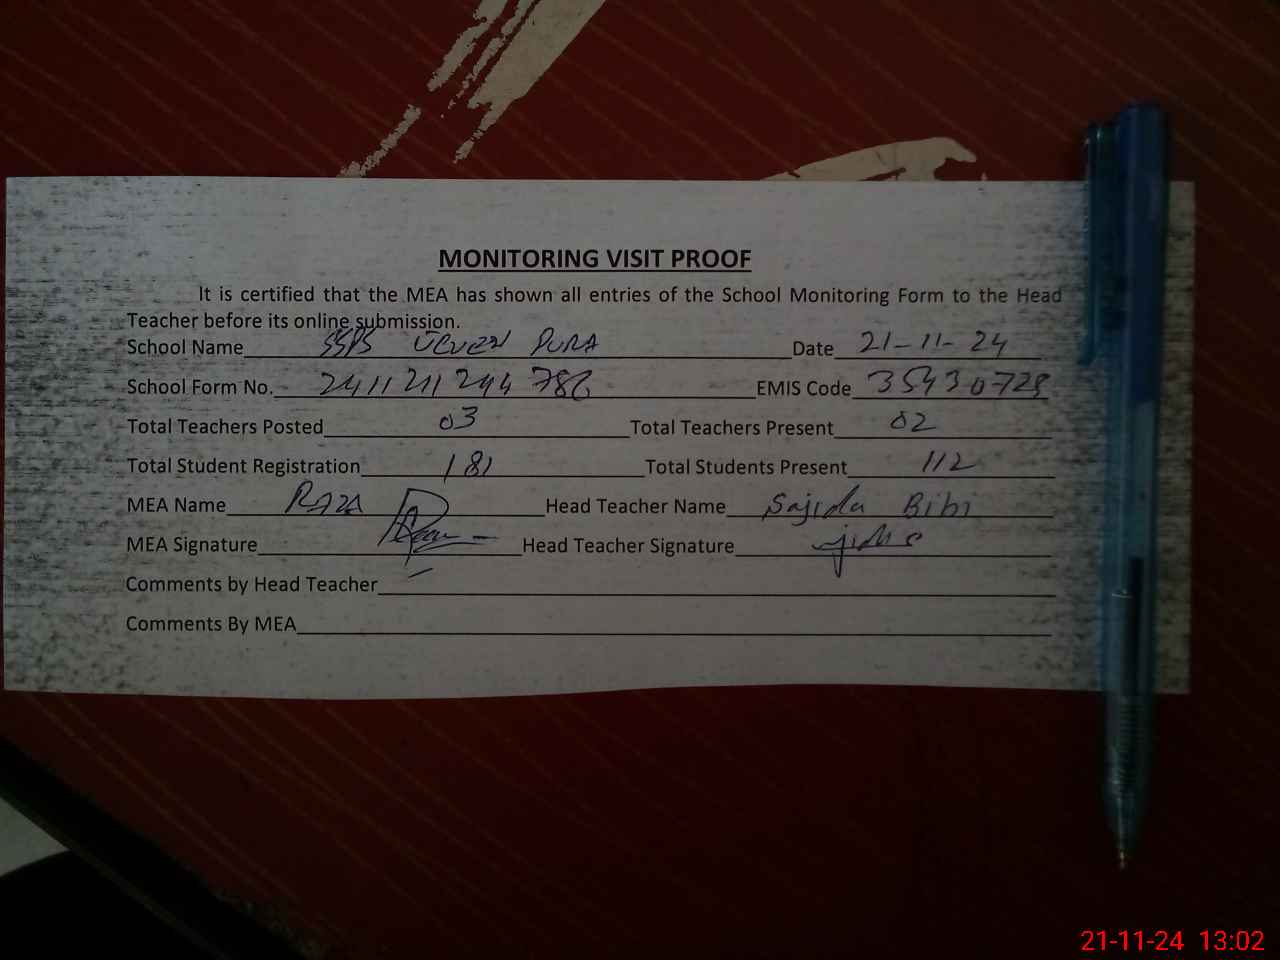 MONITORING VISIT PROOF
It is certified that the MEA has shown all entries of the School Monitoring Form to the Head
Teacher before its online submission.
School Name PURA Date 21-11-24
School Form No. 2411211244786 EMIS Code 35430729
Total Teachers Posted 03 Total Teachers Present 02
Total Student Registration 181 Total Students Present 112
MEA Name RAZA Head Teacher Name Sajida Bibi
MEA Signature Head Teacher Signature
Comments by Head Teacher
Comments By MEA
21-11-24 13:02